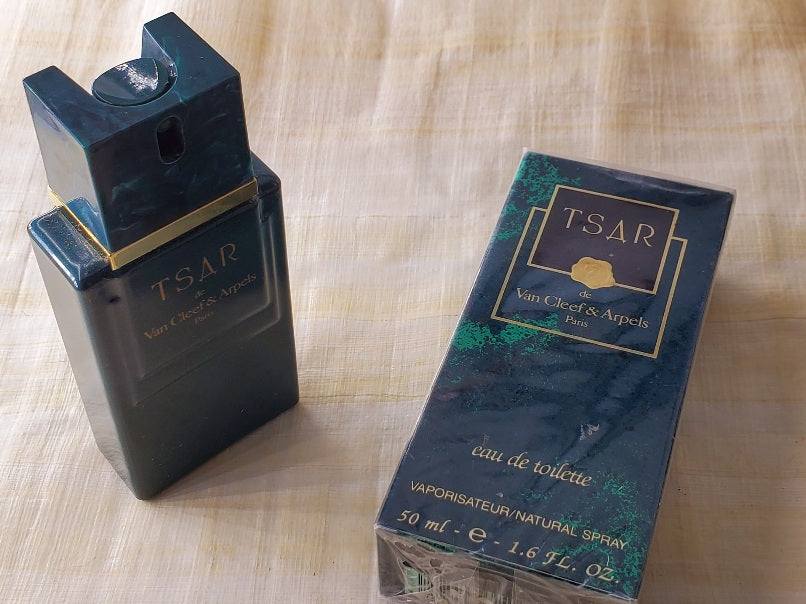 TSAR
de
Van Cleef & Arpels
Paris
TSAR
de
Van Cleef & Arpels
Paris
eau de toilette
VAPORISATEUR/NATURAL SPRAY
50 ml - e - 1.6 FL. OZ.